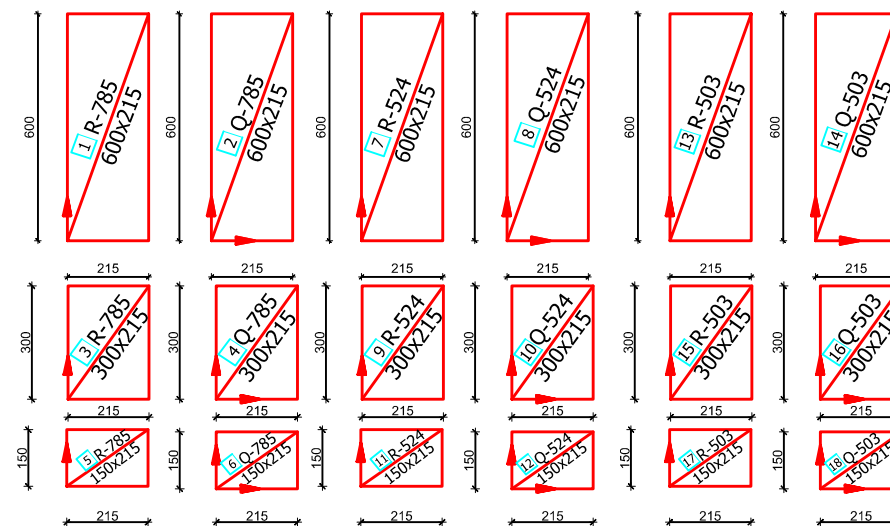 600
1 R-785
600x215
600
2 Q-785
600x215
600
7 R-524
600x215
600
8 Q-524
600x215
600
13 R-503
600x215
600
14 Q-503
600x215
215
215
215
215
215
215
300
3 R-785
300x215
300
4 Q-785
300x215
300
9 R-524
300x215
300
10 Q-524
300x215
300
15 R-503
300x215
300
16 Q-503
300x215
215
215
215
215
215
215
150
5 R-785
150x215
150
6 Q-785
150x215
150
11 R-524
150x215
150
12 Q-524
150x215
150
17 R-503
150x215
150
18 Q-503
150x215
215
215
215
215
215
215